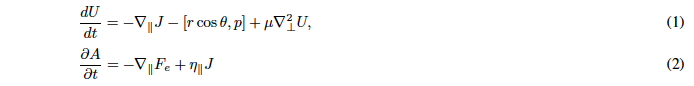 dU/dt = −∇∥J − [r cos θ, p] + μ∇⊥²U, (1)
∂A/∂t = −∇∥Fₑ + η∥J (2)